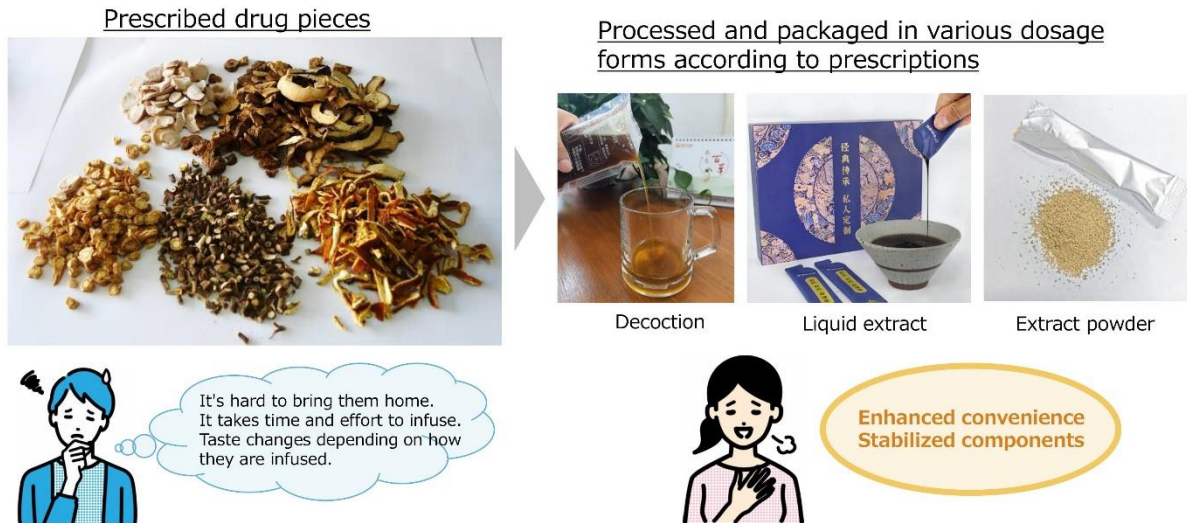 Prescribed drug pieces
Processed and packaged in various dosage
forms according to prescriptions
经典传承 私人定制
Decoction
Liquid extract
Extract powder
It's hard to bring them home.
It takes time and effort to infuse.
Taste changes depending on how
they are infused.
Enhanced convenience
Stabilized components